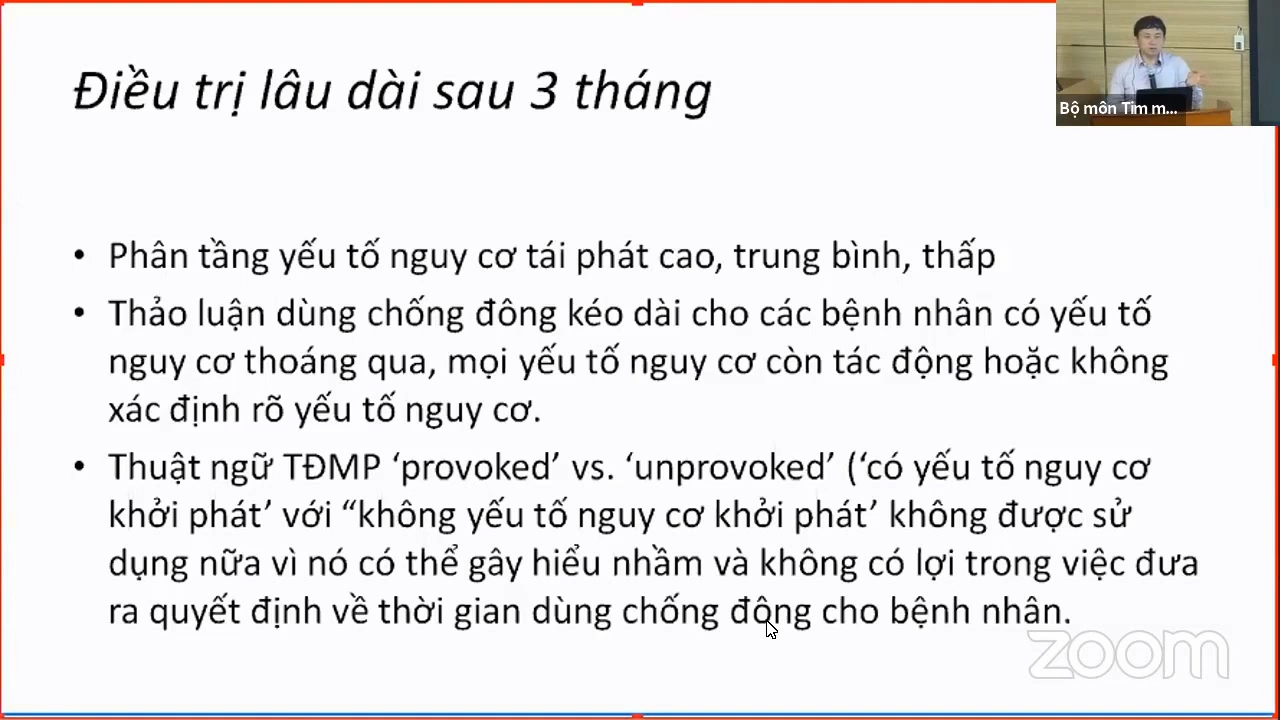 Điều trị lâu dài sau 3 tháng
Bộ môn Tim m...
• Phân tầng yếu tố nguy cơ tái phát cao, trung bình, thấp
• Thảo luận dùng chống đông kéo dài cho các bệnh nhân có yếu tố
nguy cơ thoáng qua, mọi yếu tố nguy cơ còn tác động hoặc không
xác định rõ yếu tố nguy cơ.
• Thuật ngữ TĐMP ‘provoked’ vs. ‘unprovoked’ (‘có yếu tố nguy cơ
khởi phát’ với “không yếu tố nguy cơ khởi phát’ không được sử
dụng nữa vì nó có thể gây hiểu nhầm và không có lợi trong việc đưa
ra quyết định về thời gian dùng chống đông cho bệnh nhân.
zoom